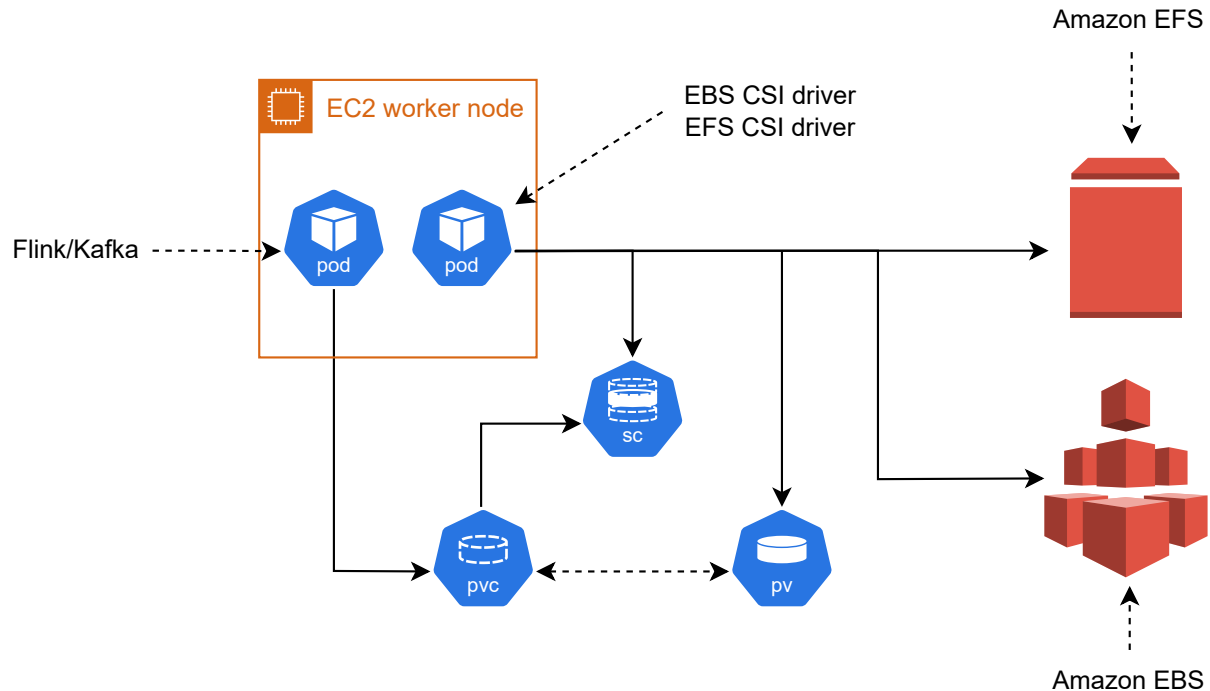 Amazon EFS
EBS CSI driver
EFS CSI driver
EC2 worker node
Flink/Kafka
pod
pod
sc
pvc
pv
Amazon EBS